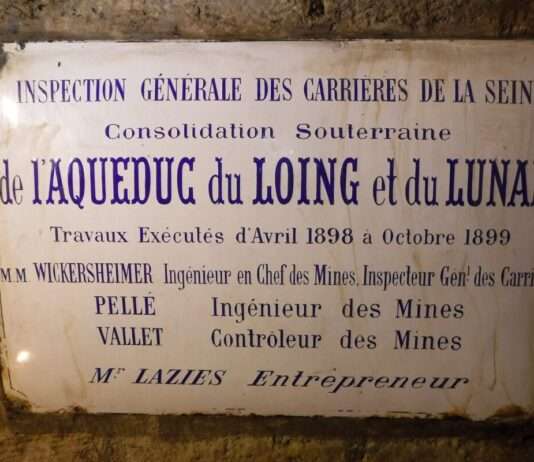 INSPECTION GÉNÉRALE DES CARRIÈRES DE LA SEIN
Consolidation Souterraine
de l'AQUEDUC du LOING et du LUNA
Travaux Exécutés d'Avril 1898 à Octobre 1899
M.M. WICKERSHEIMER Ingénieur en Chef des Mines, Inspecteur Génl des Carri
PELLÉ Ingénieur des Mines
VALLET Contrôleur des Mines
Mr LAZIES Entrepreneur